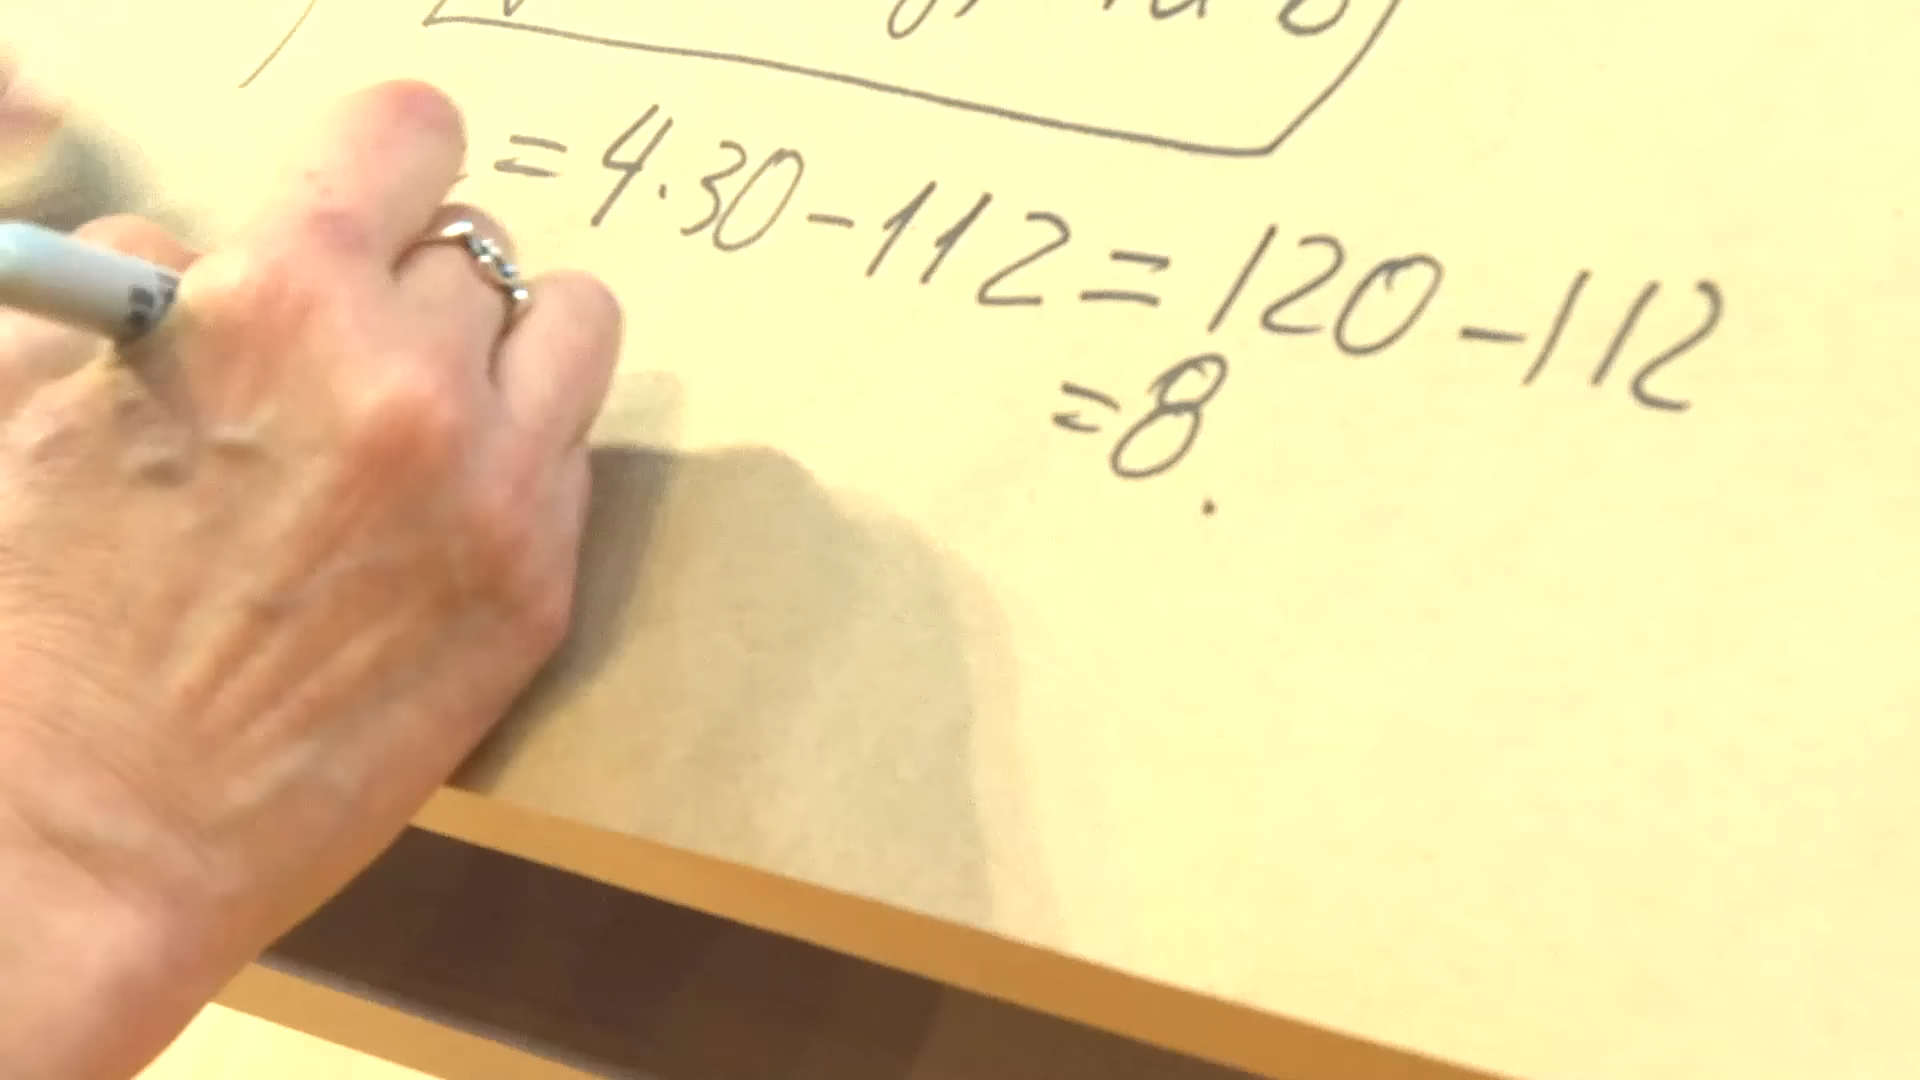 = 4·30-112 = 120-112
= 8.